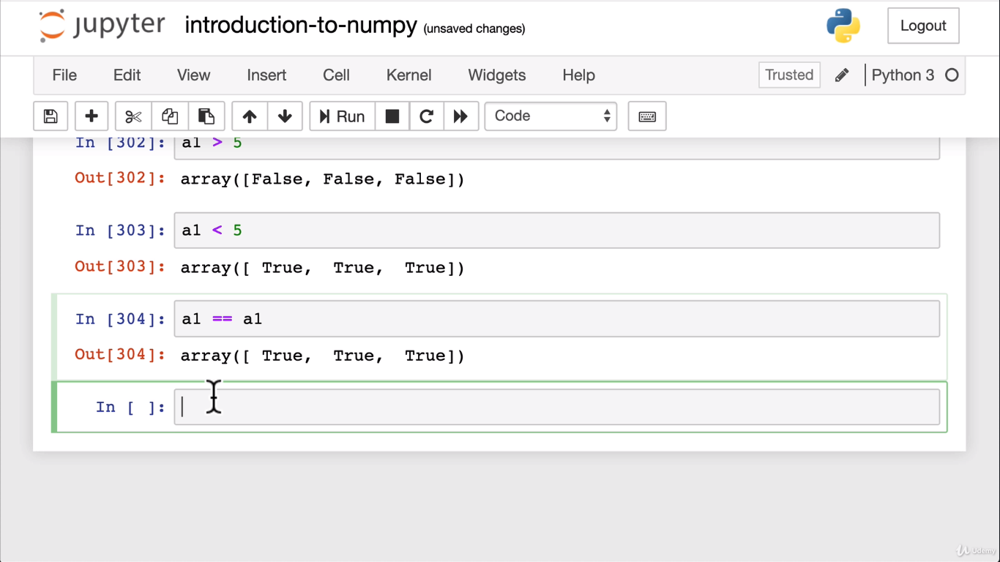 jupyter introduction-to-numpy (unsaved changes) Logout
File Edit View Insert Cell Kernel Widgets Help Trusted Python 3
Run Code
In [302]: a1 > 5
Out[302]: array([False, False, False])
In [303]: a1 < 5
Out[303]: array([ True,  True,  True])
In [304]: a1 == a1
Out[304]: array([ True,  True,  True])
In [ ]:
Udemy